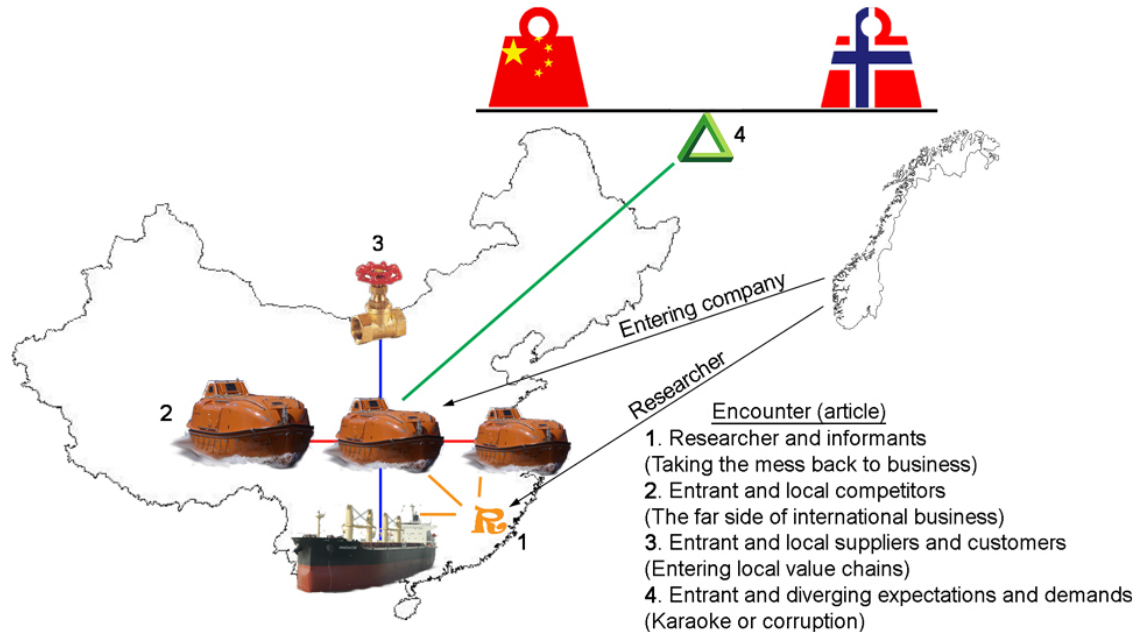 4
3
Entering company
Researcher
2
R
1
Encounter (article)
1. Researcher and informants
(Taking the mess back to business)
2. Entrant and local competitors
(The far side of international business)
3. Entrant and local suppliers and customers
(Entering local value chains)
4. Entrant and diverging expectations and demands
(Karaoke or corruption)